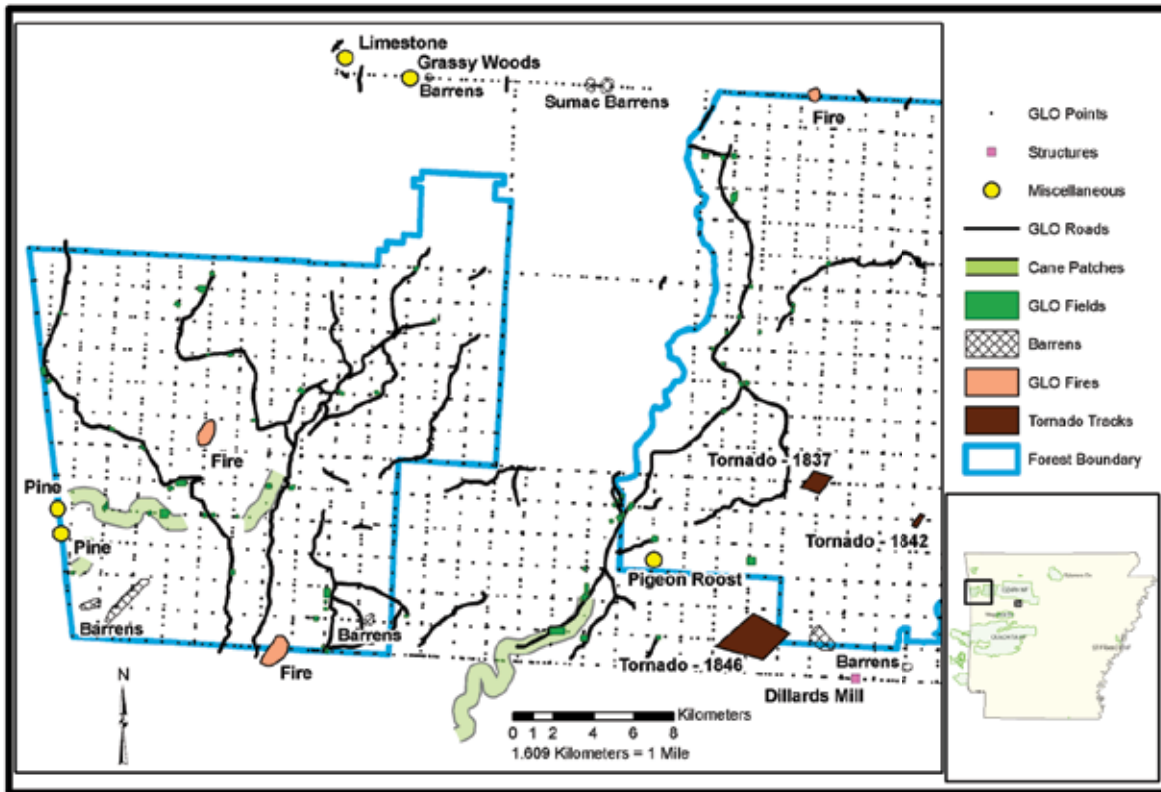 Limestone
Grassy Woods
Barrens
Sumac Barrens
Fire
Fire
Pine
Pine
Barrens
Fire
Barrens
Tornado - 1837
Tornado - 1842
Pigeon Roost
Tornado - 1846
Barrens
Dillards Mill
N
Kilometers
0 1 2 4 6 8
1.609 Kilometers = 1 Mile
GLO Points
Structures
Miscellaneous
GLO Roads
Cane Patches
GLO Fields
Barrens
GLO Fires
Tornado Tracks
Forest Boundary